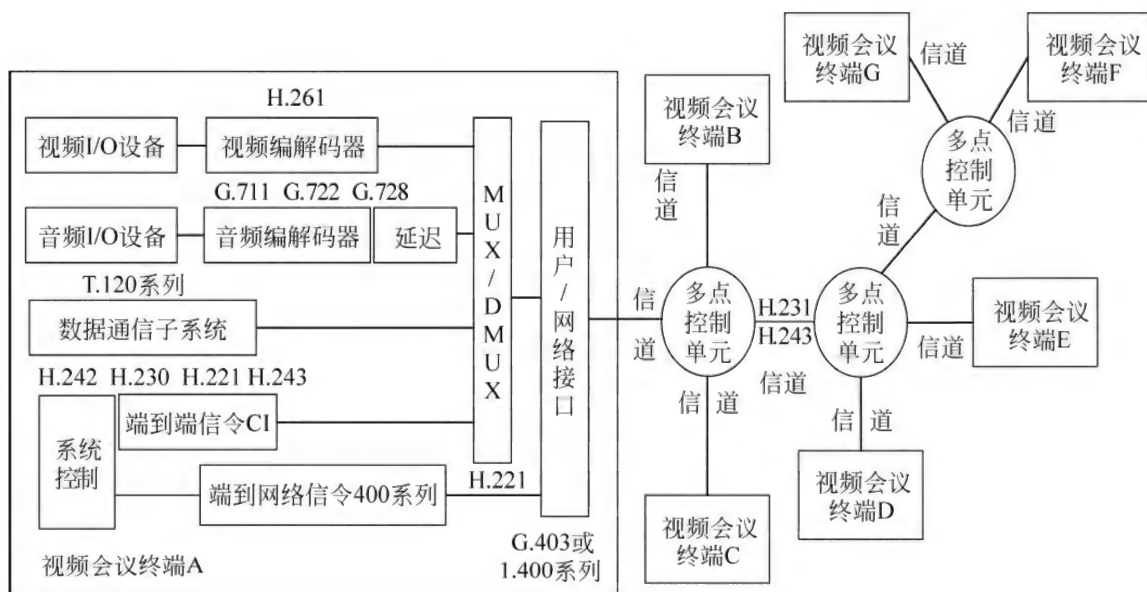 H.261
视频I/O设备
视频编解码器
G.711 G.722 G.728
音频I/O设备
音频编解码器
延迟
T.120系列
数据通信子系统
H.242 H.230 H.221 H.243
端到端信令CI
系统
控制
端到网络信令400系列
视频会议终端A
MUX/DMUX
H.221
用户/网络接口
G.403或
1.400系列
信
道
视频会议
终端B
信
道
多点
控制
单元
信 道
视频会议
终端C
H.231
H.243
信道
多点
控制
单元
信道
视频会议
终端E
信 道
视频会议
终端D
信
道
多点
控制
单元
信道
视频会议
终端G
信道
视频会议
终端F